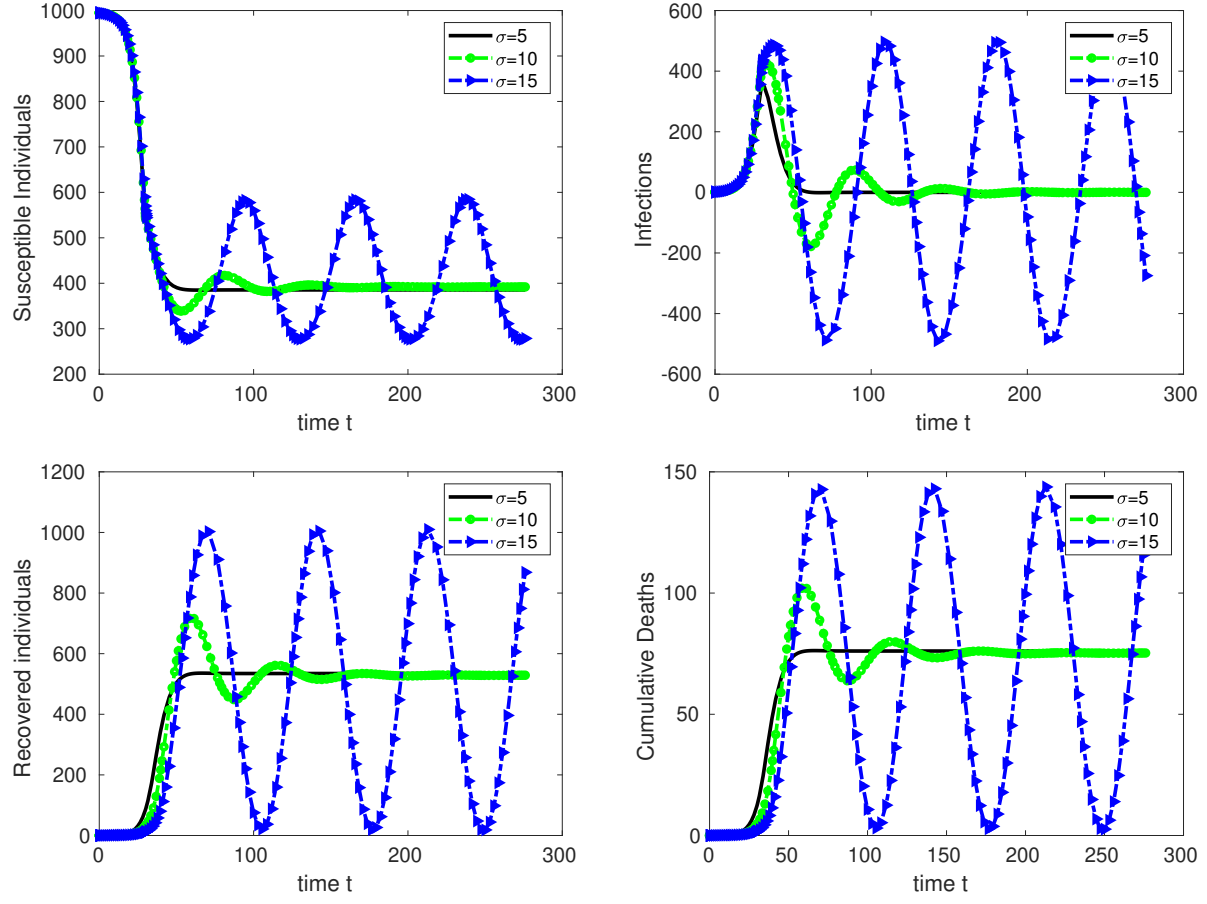 1000
900
800
700
600
500
400
300
200
0
100
200
300
Susceptible Individuals
time t
σ=5
σ=10
σ=15
600
400
200
0
-200
-400
-600
0
100
200
300
Infections
time t
σ=5
σ=10
σ=15
1200
1000
800
600
400
200
0
0
100
200
300
Recovered individuals
time t
σ=5
σ=10
σ=15
150
100
50
0
0
50
100
150
200
250
300
Cumulative Deaths
time t
σ=5
σ=10
σ=15